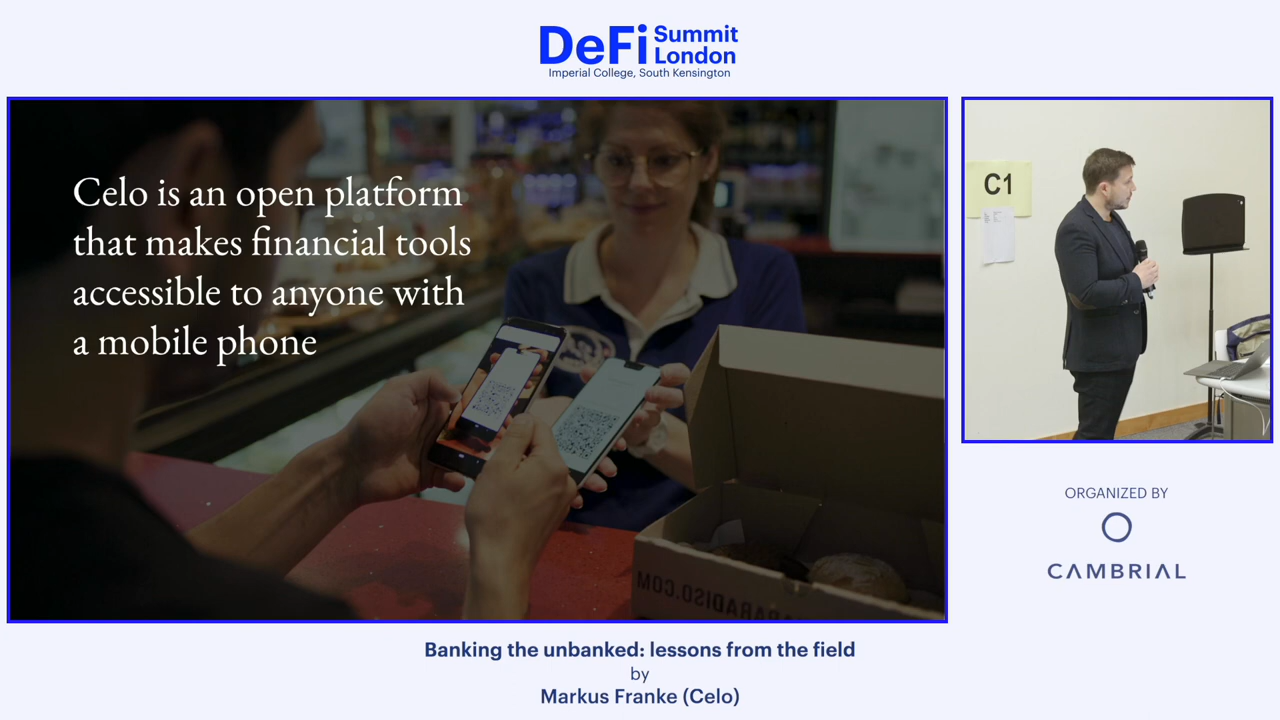 DeFi Summit
London
Imperial College, South Kensington
Celo is an open platform
that makes financial tools
accessible to anyone with
a mobile phone
C1
ORGANIZED BY
CAMBRIAL
Banking the unbanked: lessons from the field
by
Markus Franke (Celo)